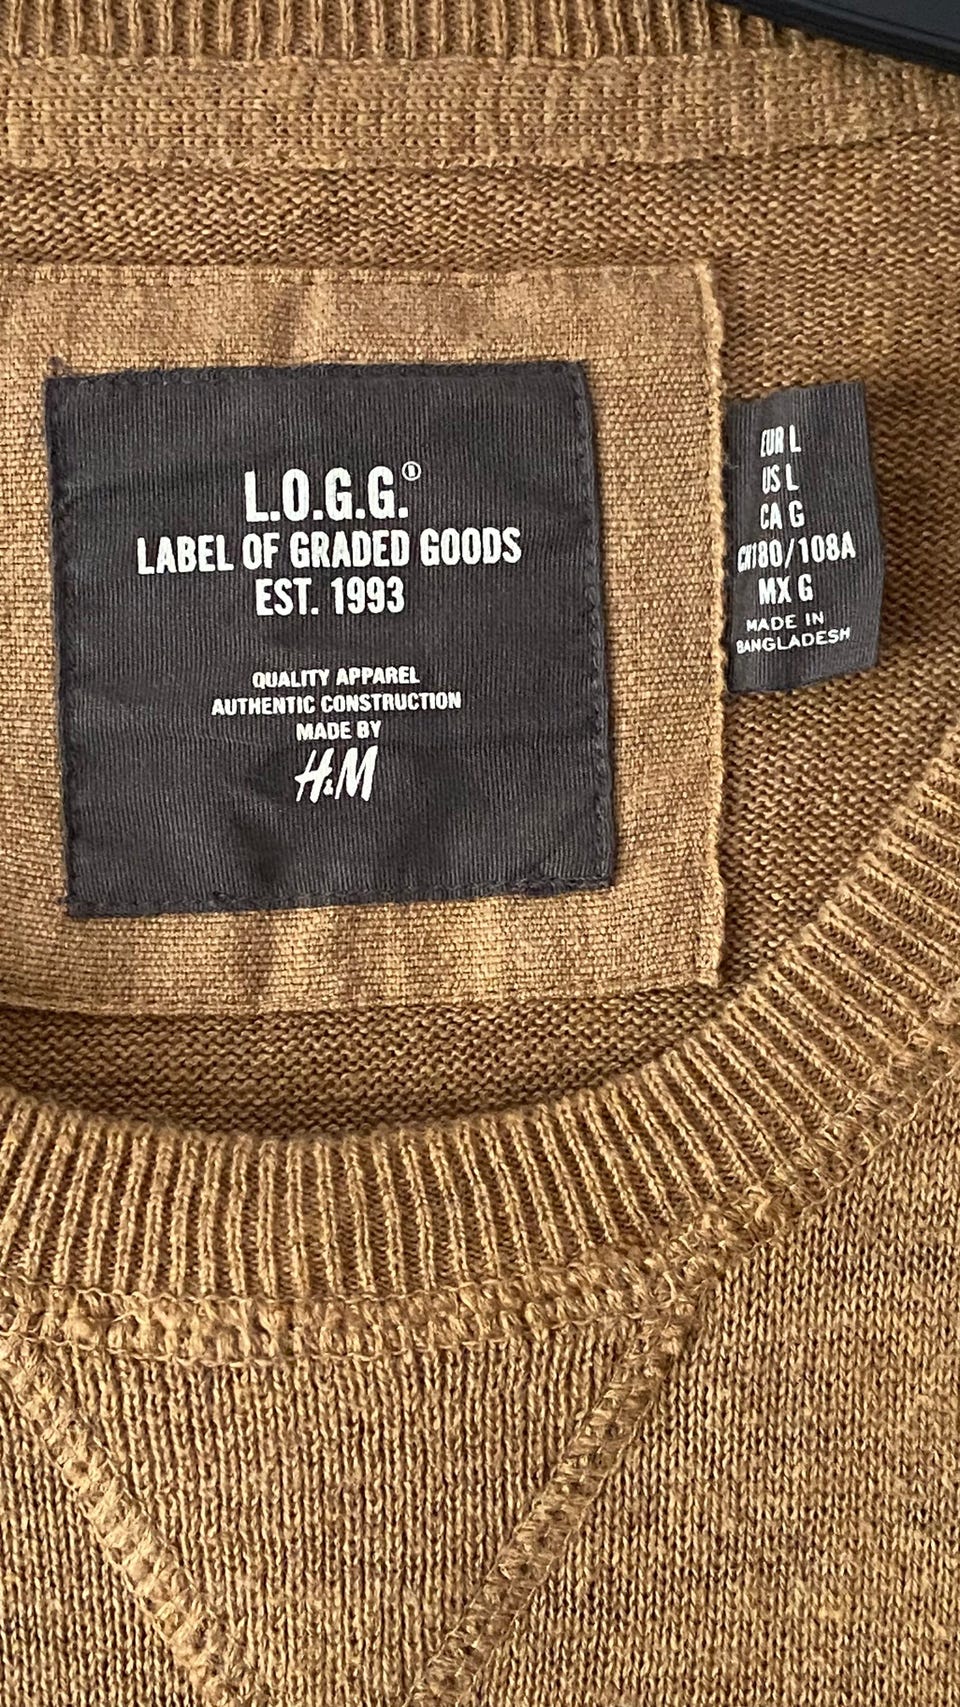 L.O.G.G.®
LABEL OF GRADED GOODS
EST. 1993
QUALITY APPAREL
AUTHENTIC CONSTRUCTION
MADE BY
H&M
EUR L
US L
CA G
CN180/108A
MX G
MADE IN
BANGLADESH